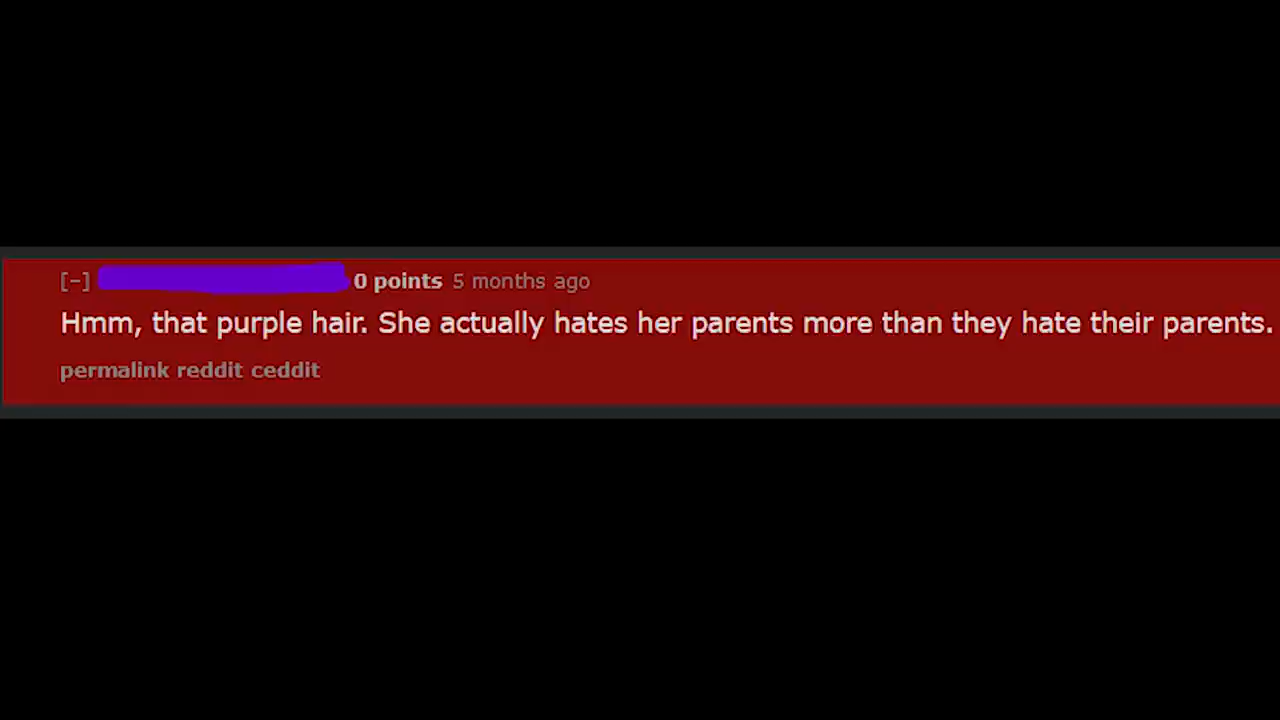 [-] 0 points 5 months ago
Hmm, that purple hair. She actually hates her parents more than they hate their parents.
permalink reddit ceddit